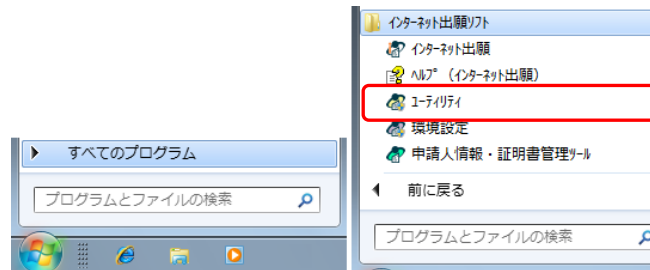 すべてのプログラム
プログラムとファイルの検索
インターネット出願ソフト
インターネット出願
ヘルプ (インターネット出願)
ユーティリティ
環境設定
申請人情報・証明書管理ツール
前に戻る
プログラムとファイルの検索